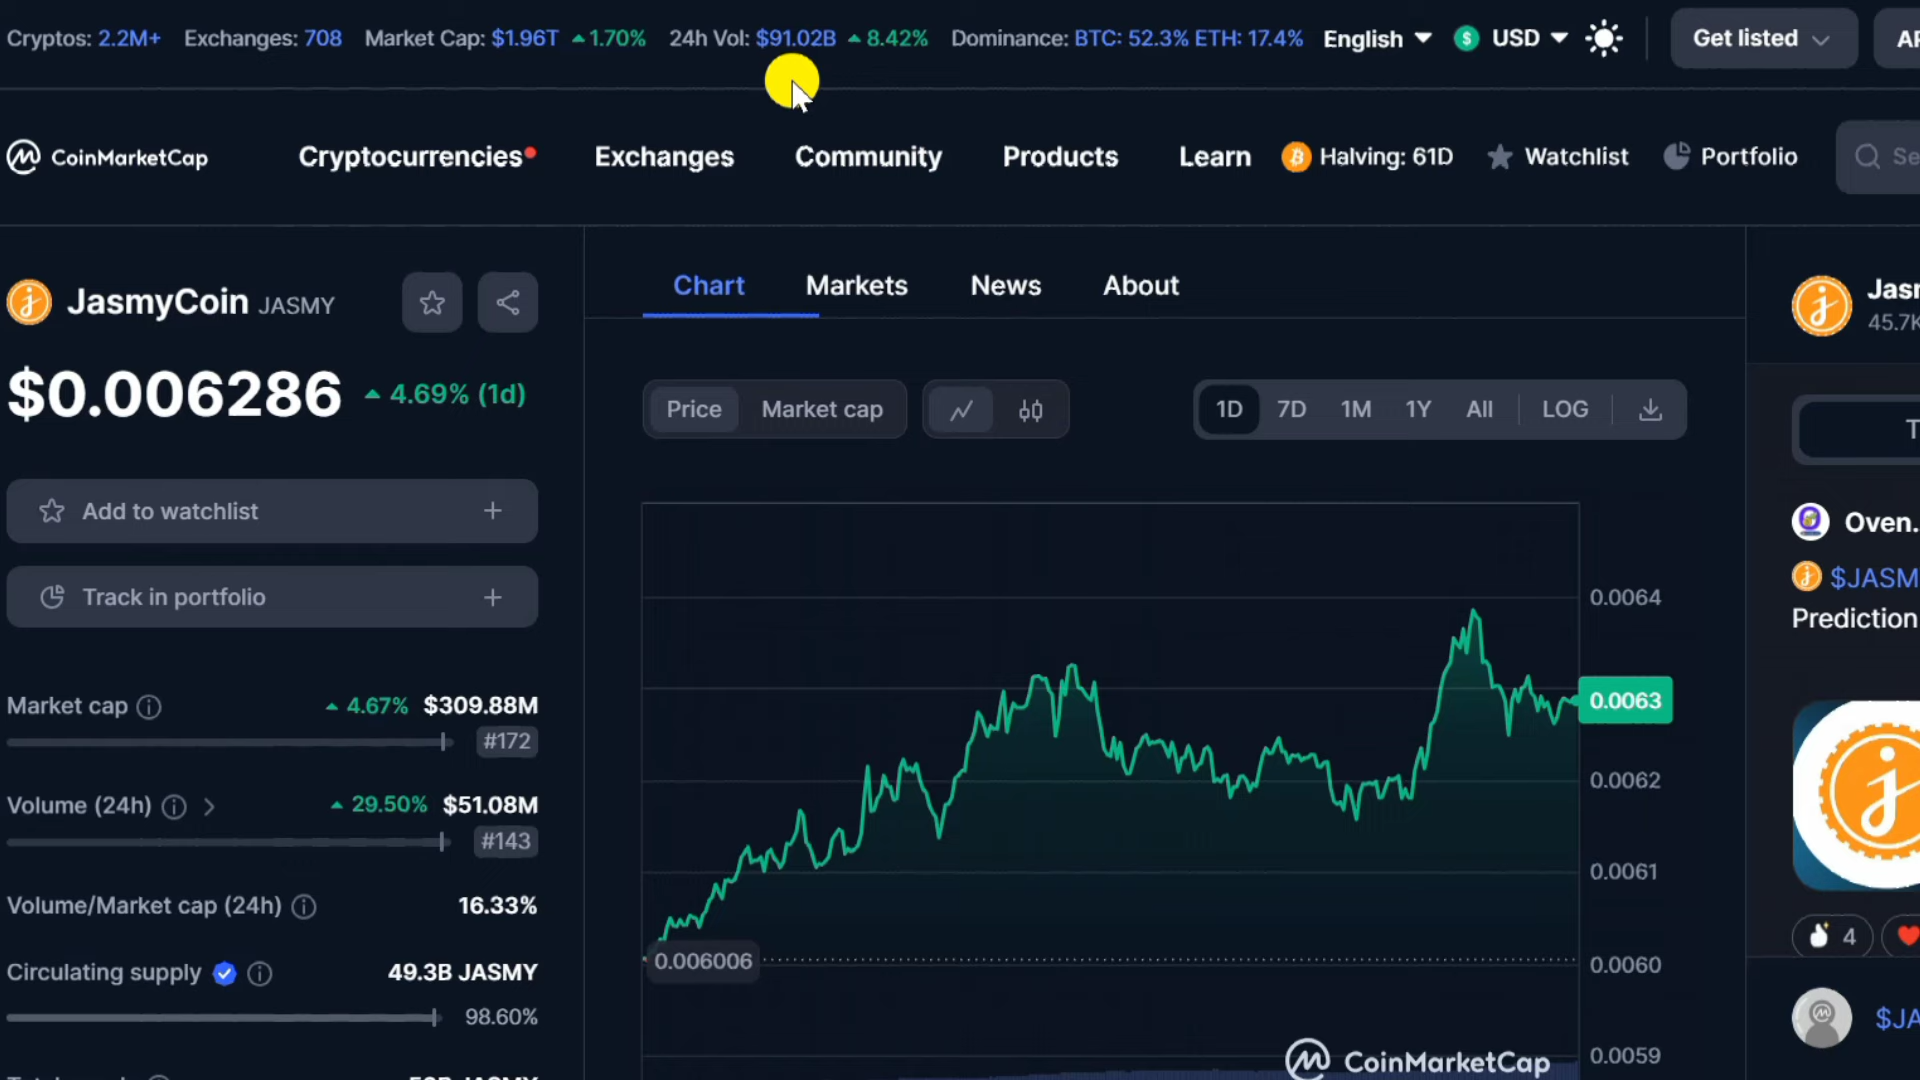 Cryptos: 2.2M+ Exchanges: 708 Market Cap: $1.96T 1.70% 24h Vol: $91.02B 8.42% Dominance: BTC: 52.3% ETH: 17.4% English USD Get listed
CoinMarketCap Cryptocurrencies Exchanges Community Products Learn Halving: 61D Watchlist Portfolio
JasmyCoin JASMY
$0.006286 4.69% (1d)
Add to watchlist
Track in portfolio
Market cap 4.67% $309.88M
#172
Volume (24h) 29.50% $51.08M
#143
Volume/Market cap (24h) 16.33%
Circulating supply 49.3B JASMY
98.60%
Chart Markets News About
Price Market cap 1D 7D 1M 1Y All LOG
0.0064
0.0063
0.0062
0.0061
0.006006
0.0060
0.0059
CoinMarketCap
45.7K
Oven..
$JASM
Prediction
4
$JA